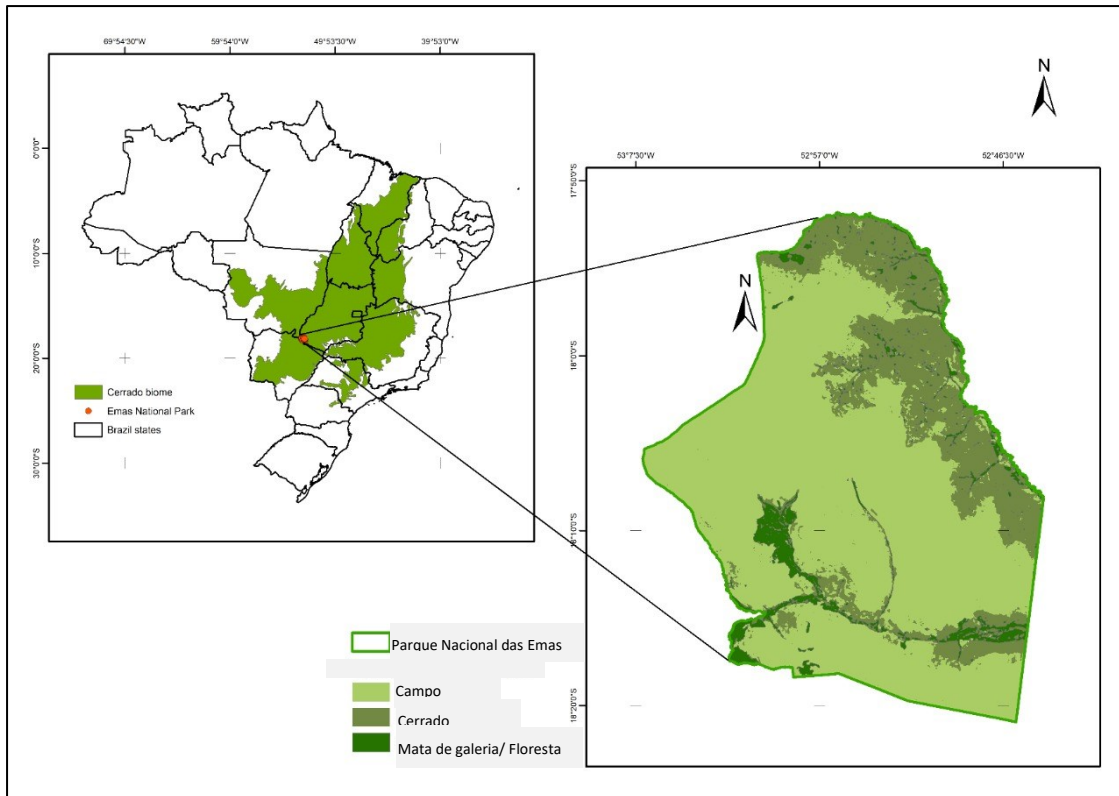 69°54'30"W 59°54'0"W 49°53'30"W 39°53'0"W
0°0'0"
10°0'0"S
20°0'0"S
30°0'0"S
Cerrado biome
Emas National Park
Brazil states
N
N
53°7'30"W 52°57'0"W 52°46'30"W
17°50'0"S
18°0'0"S
18°10'0"S
18°20'0"S
N
Parque Nacional das Emas
Campo
Cerrado
Mata de galeria/ Floresta